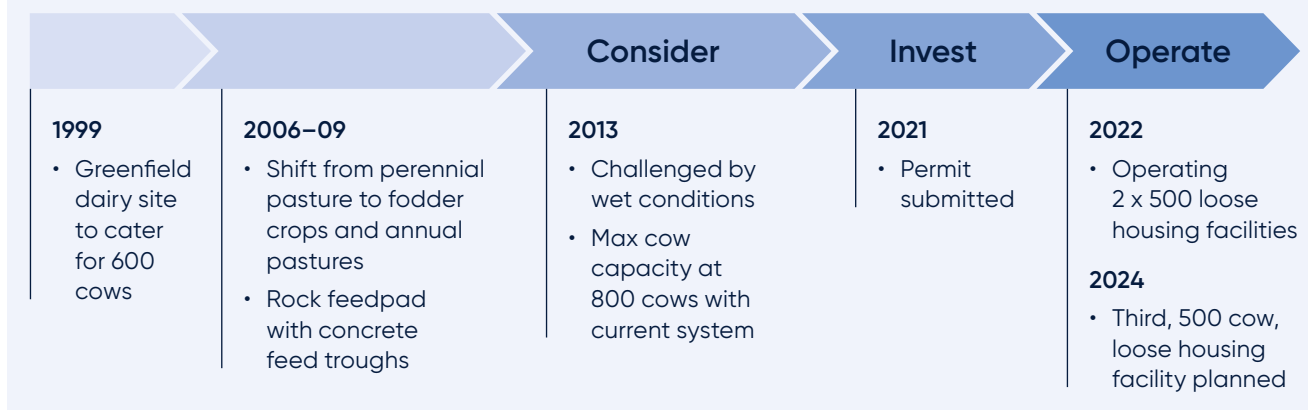 Consider
Invest
Operate
1999
• Greenfield
dairy site
to cater
for 600
cows
2006–09
• Shift from perennial
pasture to fodder
crops and annual
pastures
• Rock feedpad
with concrete
feed troughs
2013
• Challenged by
wet conditions
• Max cow
capacity at
800 cows with
current system
2021
• Permit
submitted
2022
• Operating
2 x 500 loose
housing facilities
2024
• Third, 500 cow,
loose housing
facility planned